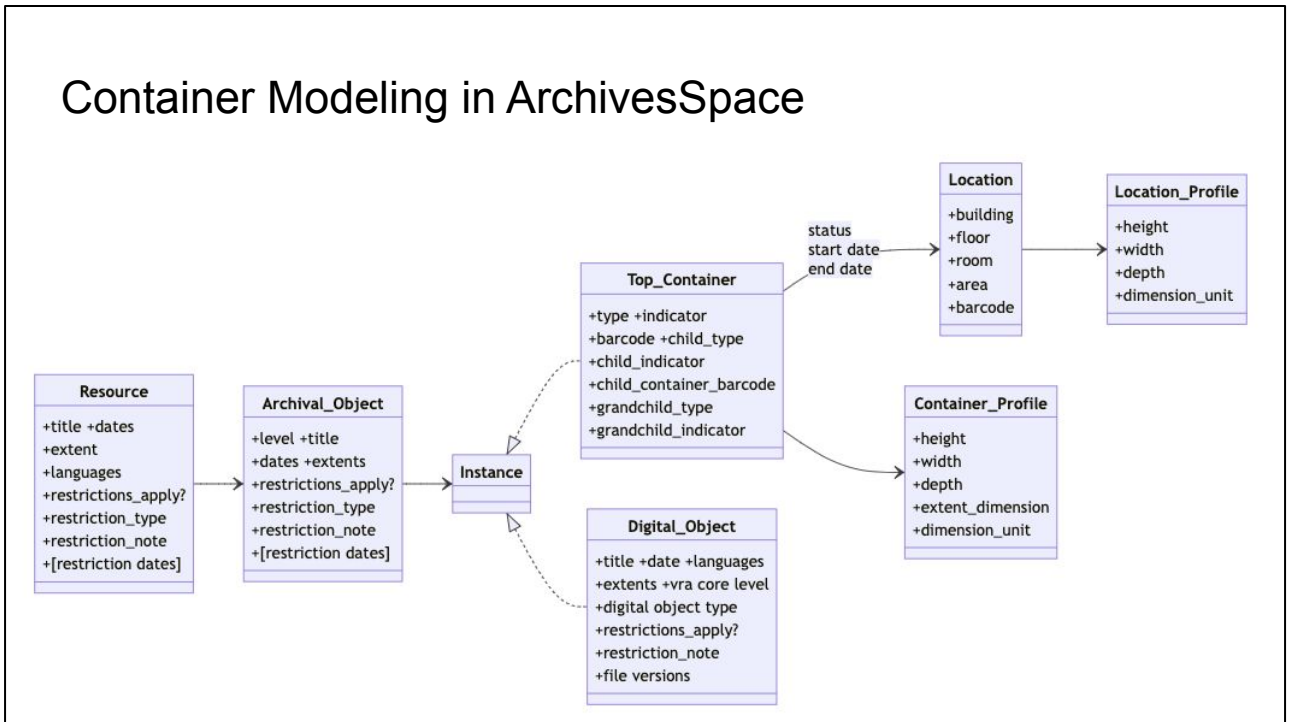 Container Modeling in ArchivesSpace
Resource
+title +dates
+extent
+languages
+restrictions_apply?
+restriction_type
+restriction_note
+[restriction dates]
Archival_Object
+level +title
+dates +extents
+restrictions_apply?
+restriction_type
+restriction_note
+[restriction dates]
Instance
Top_Container
+type +indicator
+barcode +child_type
+child_indicator
+child_container_barcode
+grandchild_type
+grandchild_indicator
Digital_Object
+title +date +languages
+extents +vra core level
+digital object type
+restrictions_apply?
+restriction_note
+file versions
status
start date
end date
Location
+building
+floor
+room
+area
+barcode
Location_Profile
+height
+width
+depth
+dimension_unit
Container_Profile
+height
+width
+depth
+extent_dimension
+dimension_unit